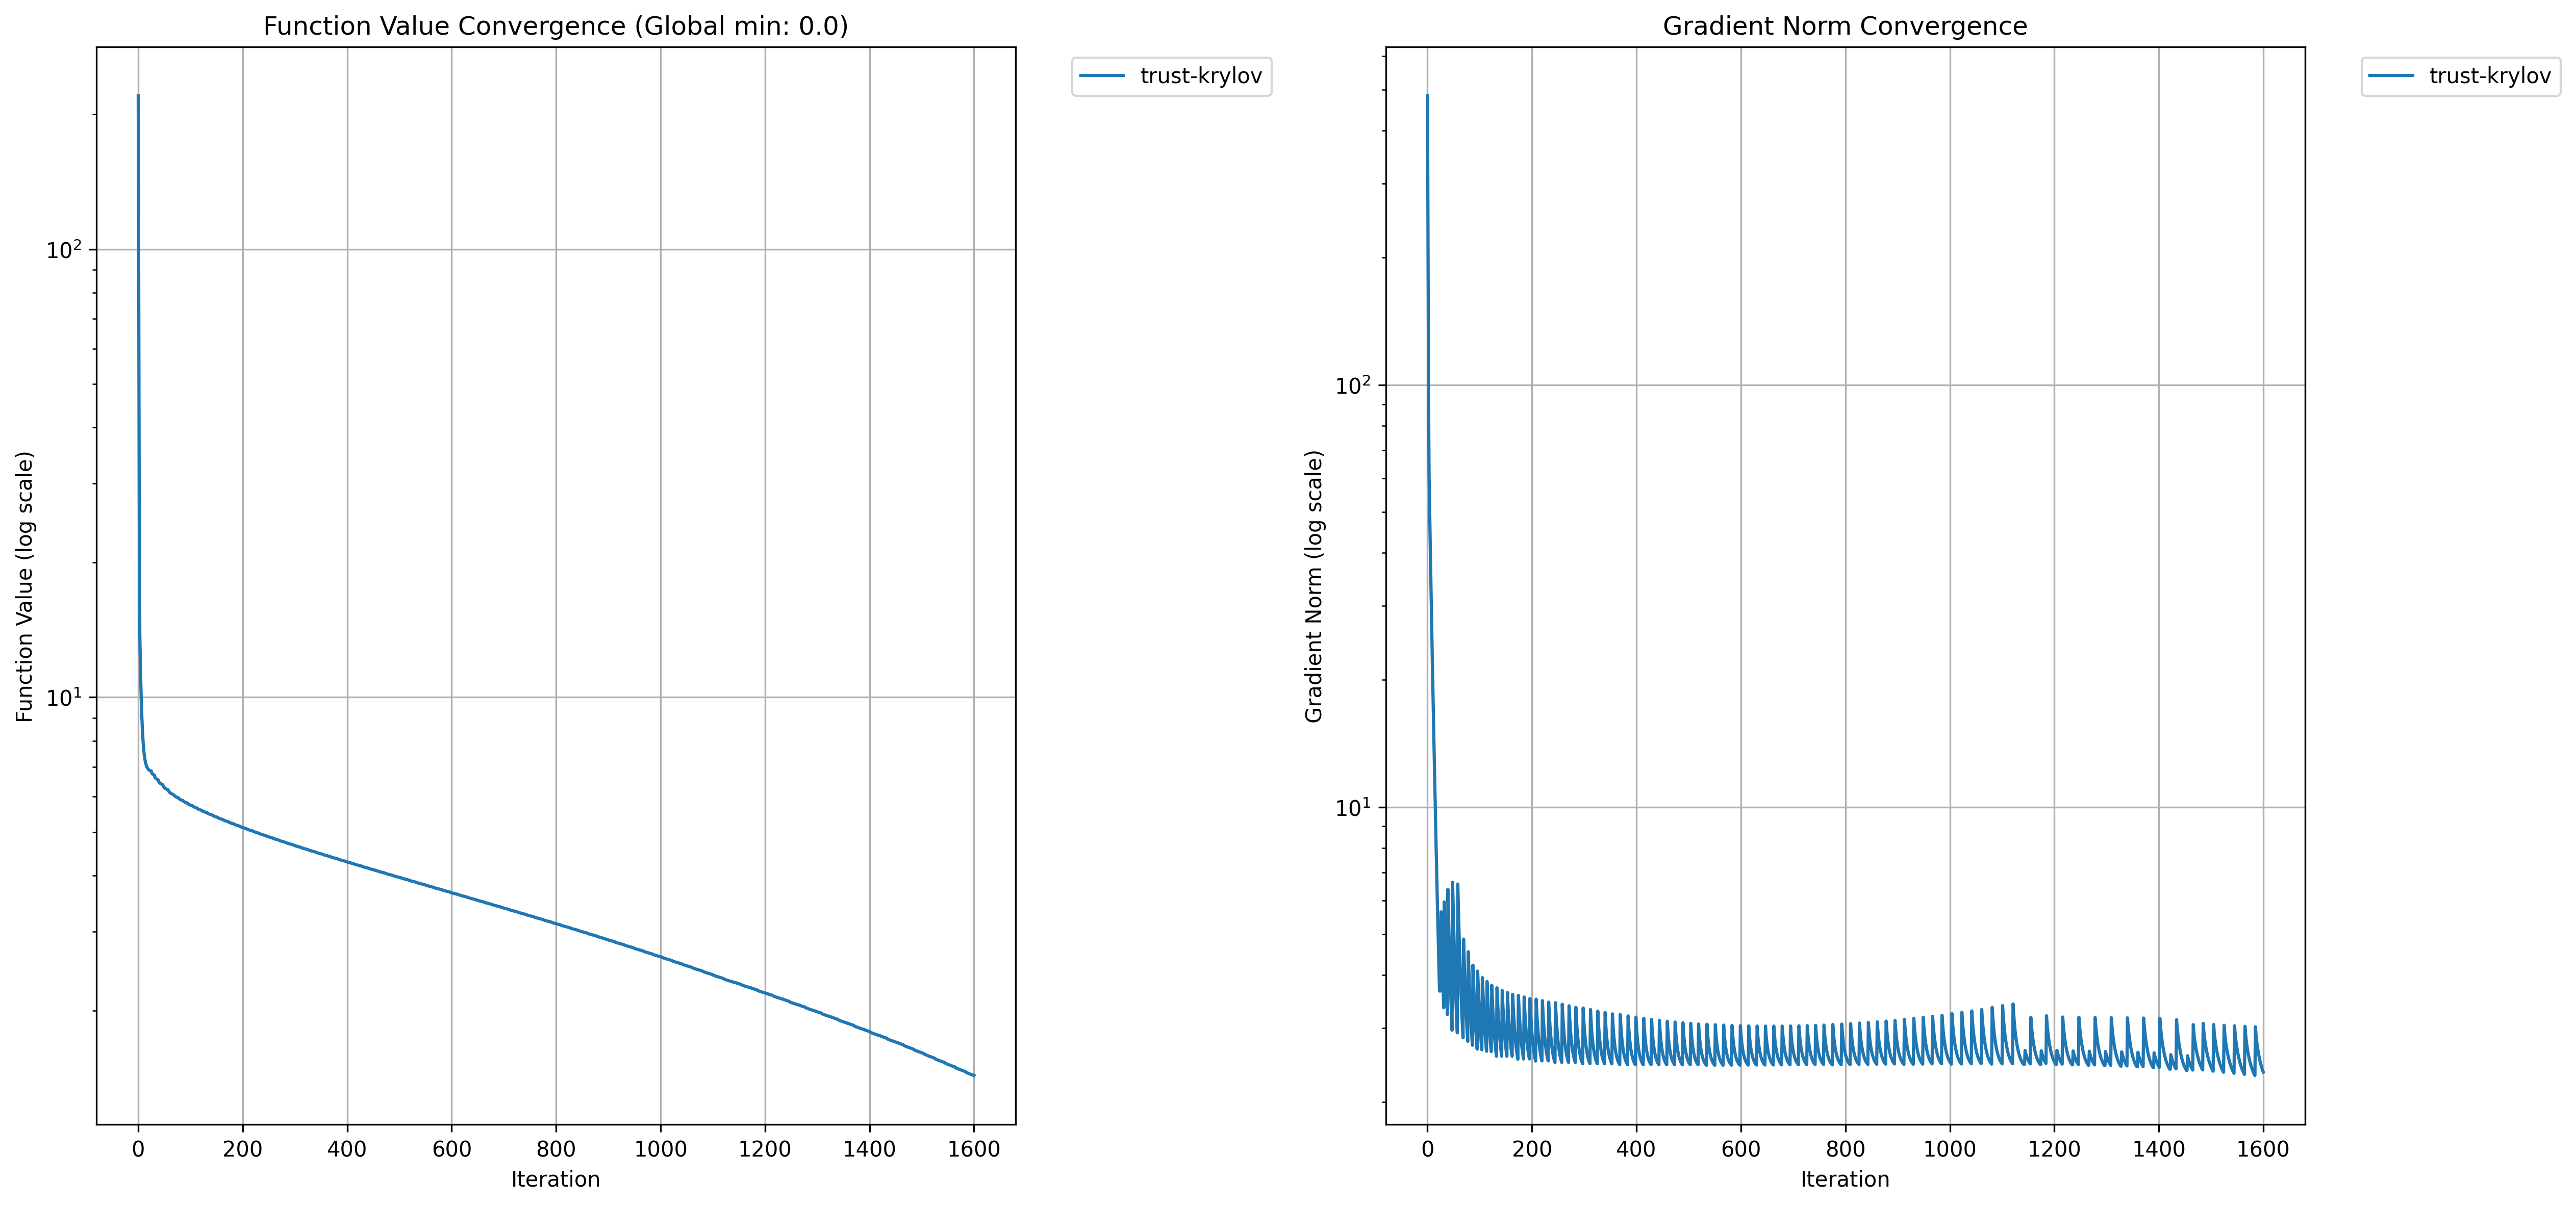 Function Value Convergence (Global min: 0.0)
trust-krylov
Function Value (log scale)
10²
10¹
0 200 400 600 800 1000 1200 1400 1600
Iteration
Gradient Norm Convergence
trust-krylov
Gradient Norm (log scale)
10²
10¹
0 200 400 600 800 1000 1200 1400 1600
Iteration